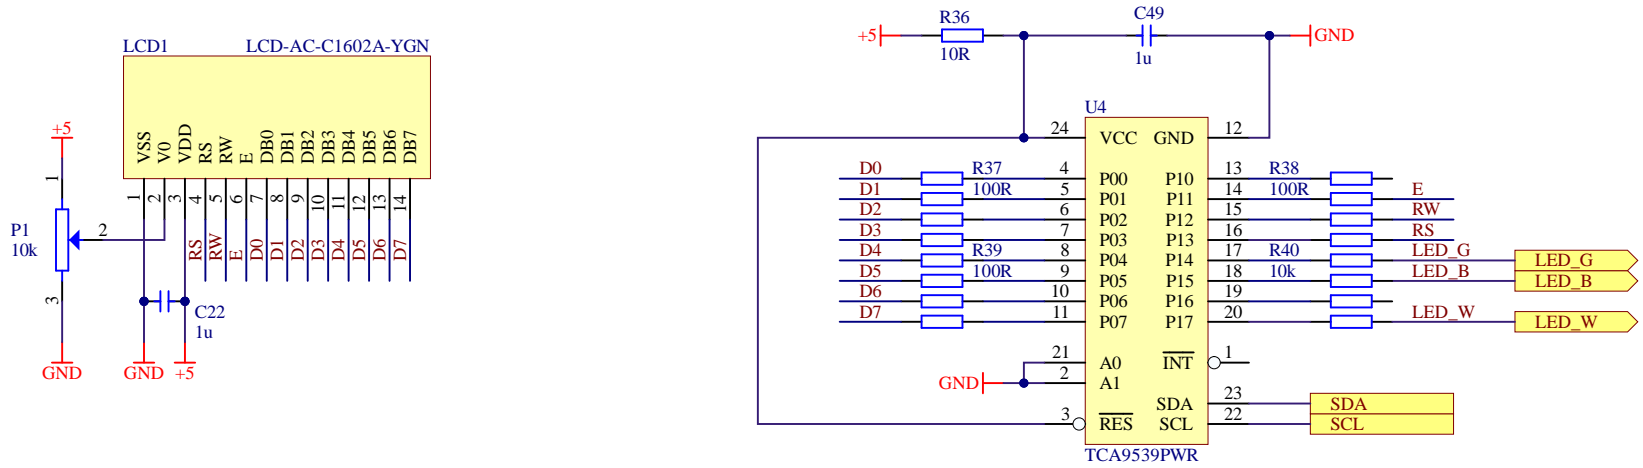 LCD1 LCD-AC-C1602A-YGN
VSS V0 VDD RS RW E DB0 DB1 DB2 DB3 DB4 DB5 DB6 DB7
1 2 3 4 5 6 7 8 9 10 11 12 13 14
RS RW E D0 D1 D2 D3 D4 D5 D6 D7
+5
1
P1
10k
2
3
GND
C22
1u
GND +5
+5 R36 C49 GND
10R 1u
U4
24 VCC GND 12
D0 R37 4 P00 P10 13 R38
D1 100R 5 P01 P11 14 100R E
D2 6 P02 P12 15 RW
D3 7 P03 P13 16 RS
D4 R39 8 P04 P14 17 R40 LED_G LED_G
D5 100R 9 P05 P15 18 10k LED_B LED_B
D6 10 P06 P16 19
D7 11 P07 P17 20 LED_W LED_W
21 A0 INT 1
GND 2 A1
SDA 23 SDA
3 RES SCL 22 SCL
TCA9539PWR